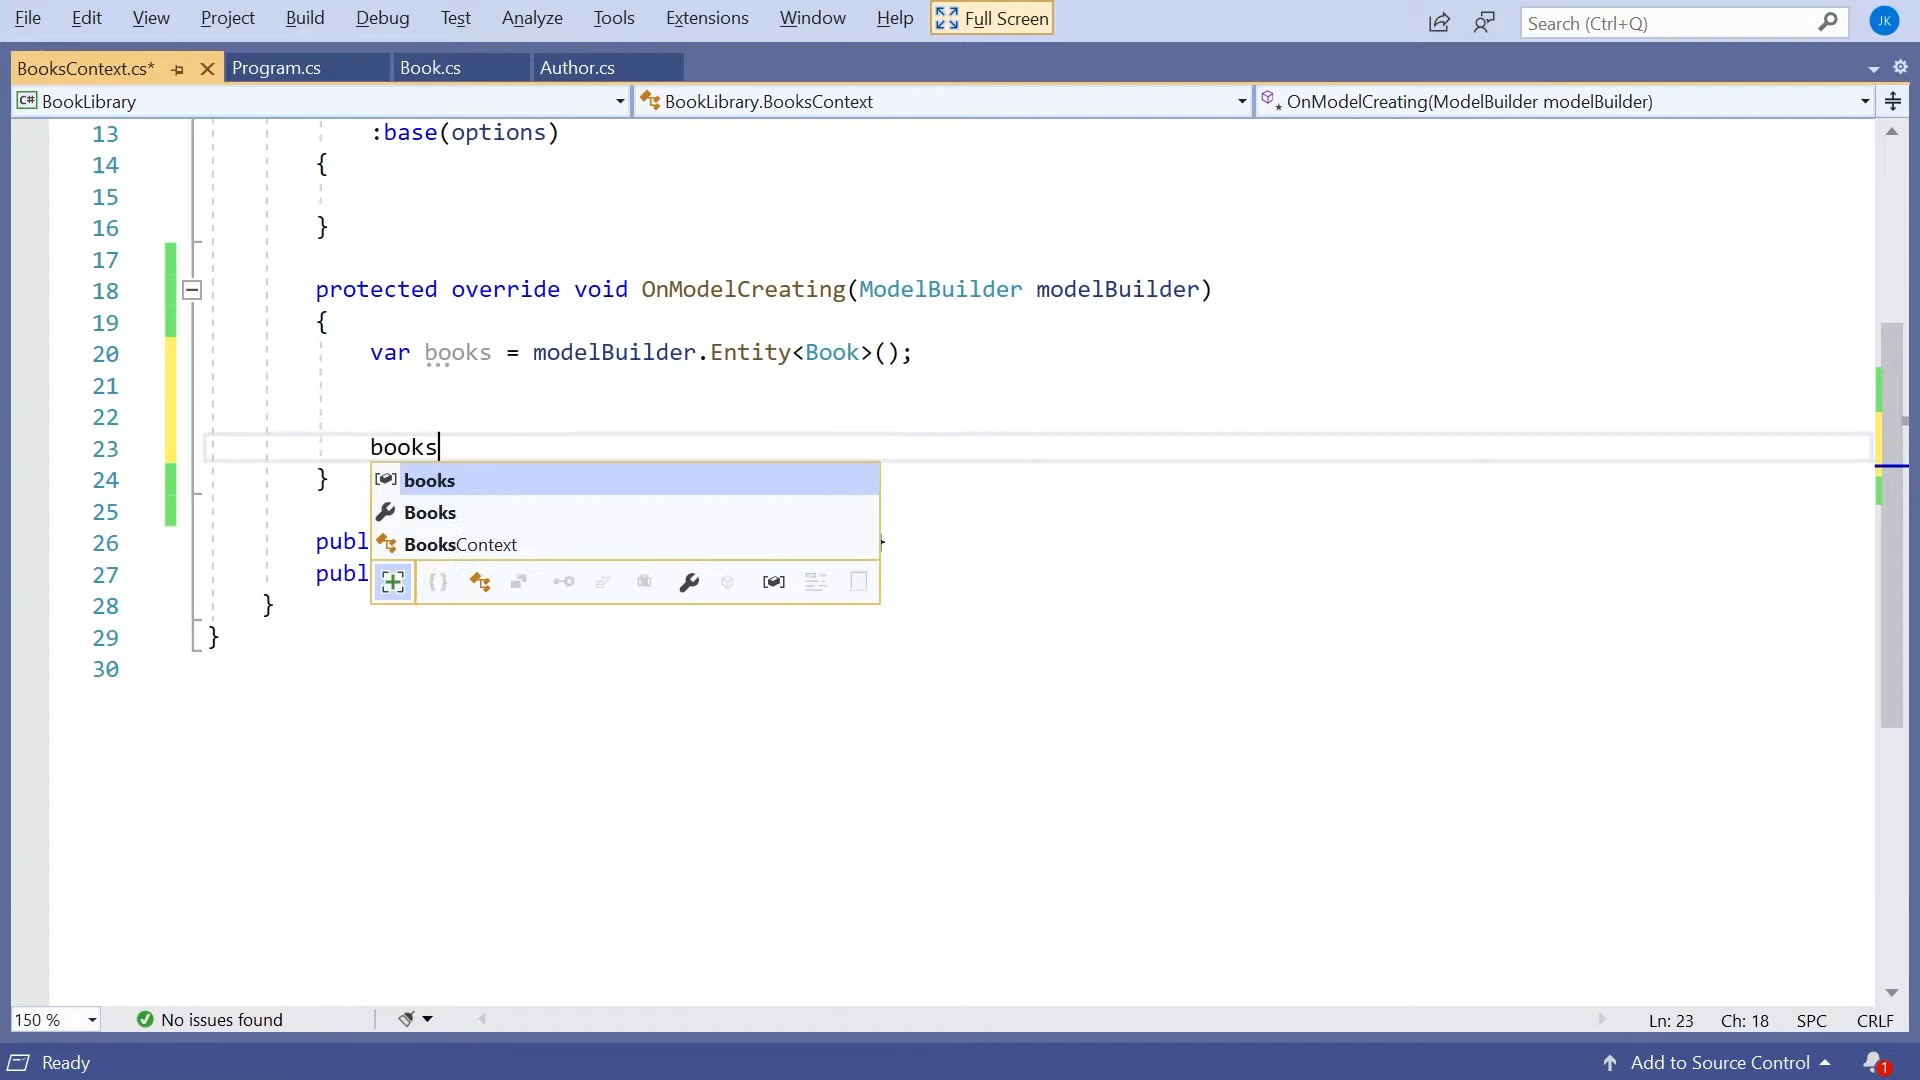 File Edit View Project Build Debug Test Analyze Tools Extensions Window Help Full Screen Search (Ctrl+Q) JK
BooksContext.cs* Program.cs Book.cs Author.cs
C# BookLibrary BookLibrary.BooksContext OnModelCreating(ModelBuilder modelBuilder)
13 :base(options)
14 {
15
16 }
17
18 protected override void OnModelCreating(ModelBuilder modelBuilder)
19 {
20 var books = modelBuilder.Entity<Book>();
21
22
23 books
24 }
books
25
Books
26 publ }
BooksContext
27 publ
28 }
29 }
30
150 % No issues found Ln: 23 Ch: 18 SPC CRLF
Ready Add to Source Control 1